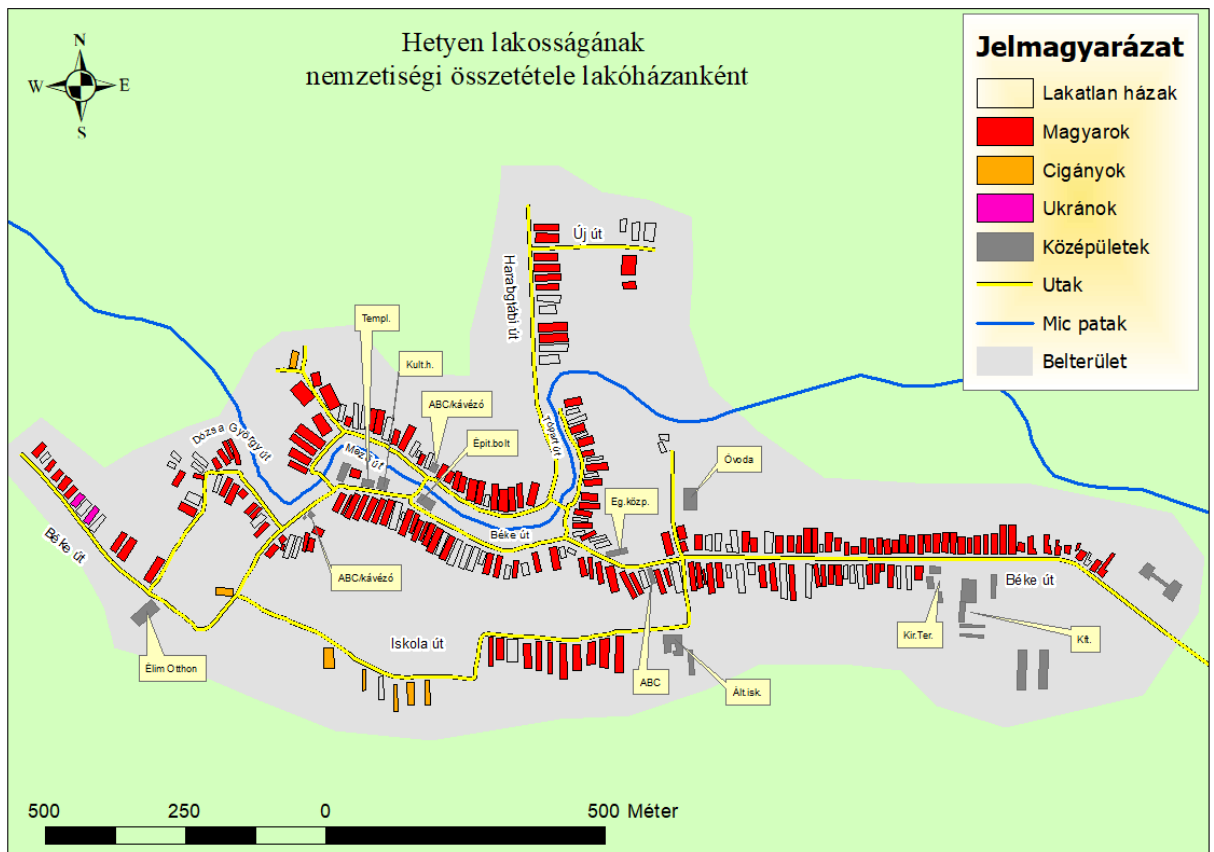 Hetyen lakosságának
nemzetiségi összetétele lakóházanként
N
W
E
S
Jelmagyarázat
Lakatlan házak
Magyarok
Cigányok
Ukránok
Középületek
Utak
Mic patak
Belterület
Új út
Harabgtábi út
Templ.
Kult.h.
ABC/kávézó
Épit.bolt
Dózsa György út
Mező út
Tópart út
Óvoda
Eg.közp.
Béke út
Béke út
ABC/kávézó
Béke út
Iskola út
Élim Otthon
ABC
Ált.isk.
Kir.Ter.
Kft.
500 250 0 500 Méter